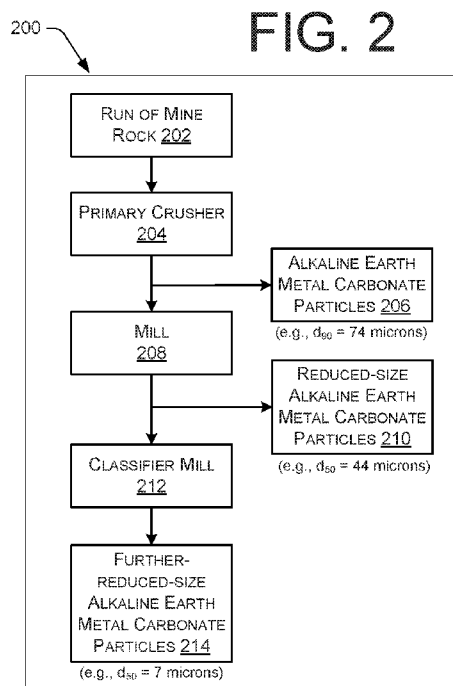 FIG. 2
200
RUN OF MINE
ROCK 202
PRIMARY CRUSHER
204
ALKALINE EARTH
METAL CARBONATE
PARTICLES 206
(e.g., d90 = 74 microns)
MILL
208
REDUCED-SIZE
ALKALINE EARTH
METAL CARBONATE
PARTICLES 210
(e.g., d50 = 44 microns)
CLASSIFIER MILL
212
FURTHER-
REDUCED-SIZE
ALKALINE EARTH
METAL CARBONATE
PARTICLES 214
(e.g., d50 = 7 microns)